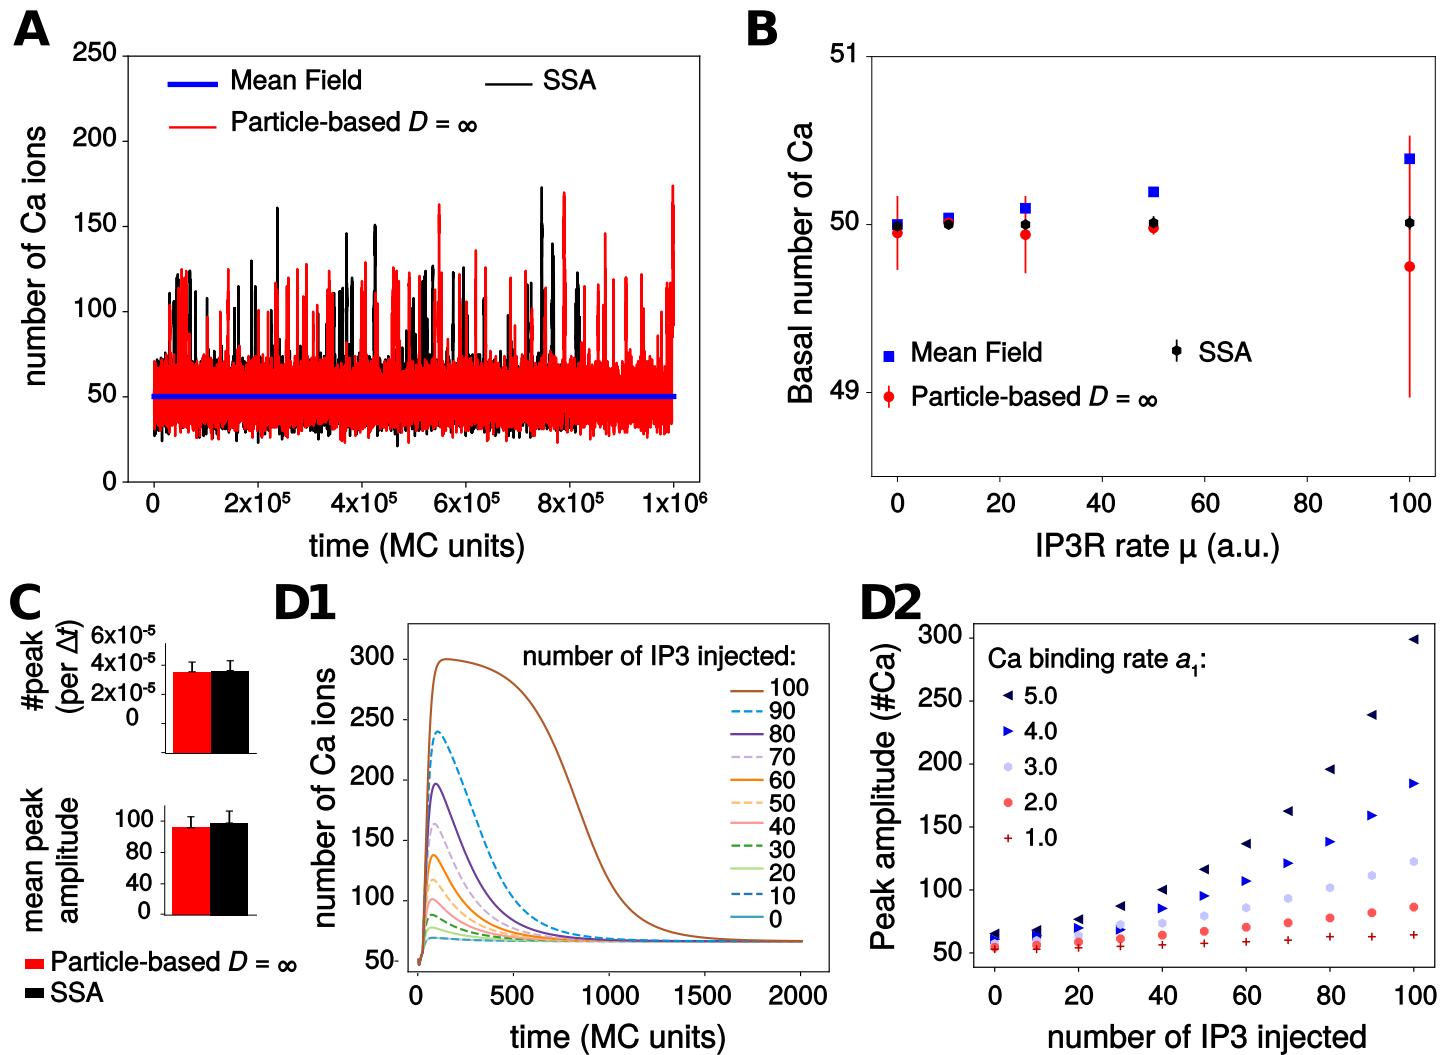 A
250
200
150
100
50
0
number of Ca ions
Mean Field
SSA
Particle-based D = ∞
0
2x10⁵
4x10⁵
6x10⁵
8x10⁵
1x10⁶
time (MC units)
B
51
50
49
Basal number of Ca
Mean Field
SSA
Particle-based D = ∞
0
20
40
60
80
100
IP3R rate μ (a.u.)
C
#peak
(per Δt)
6x10⁻⁵
4x10⁻⁵
2x10⁻⁵
0
mean peak
amplitude
100
80
40
0
Particle-based D = ∞
SSA
D1
300
250
200
150
100
50
number of Ca ions
number of IP3 injected:
100
90
80
70
60
50
40
30
20
10
0
0
500
1000
1500
2000
time (MC units)
D2
300
250
200
150
100
50
Peak amplitude (#Ca)
Ca binding rate a₁:
5.0
4.0
3.0
2.0
1.0
0
20
40
60
80
100
number of IP3 injected